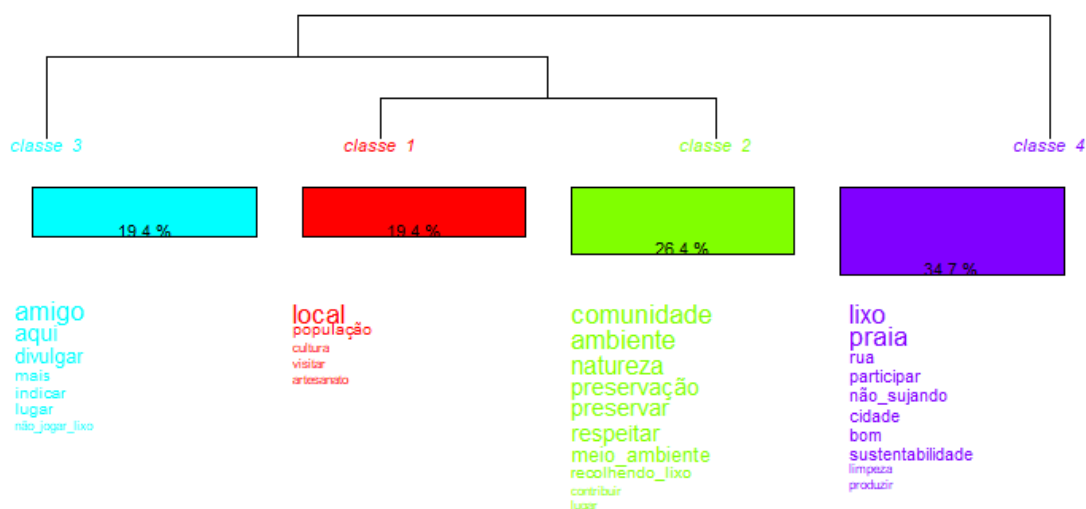 classe 3
classe 1
classe 2
classe 4
19.4 %
19.4 %
26.4 %
34.7 %
amigo
aqui
divulgar
mais
indicar
lugar
não_jogar_lixo
local
população
cultura
visitar
artesanato
comunidade
ambiente
natureza
preservação
preservar
respeitar
meio_ambiente
recolhendo_lixo
contribuir
lugar
lixo
praia
rua
participar
não_sujando
cidade
bom
sustentabilidade
limpeza
produzir